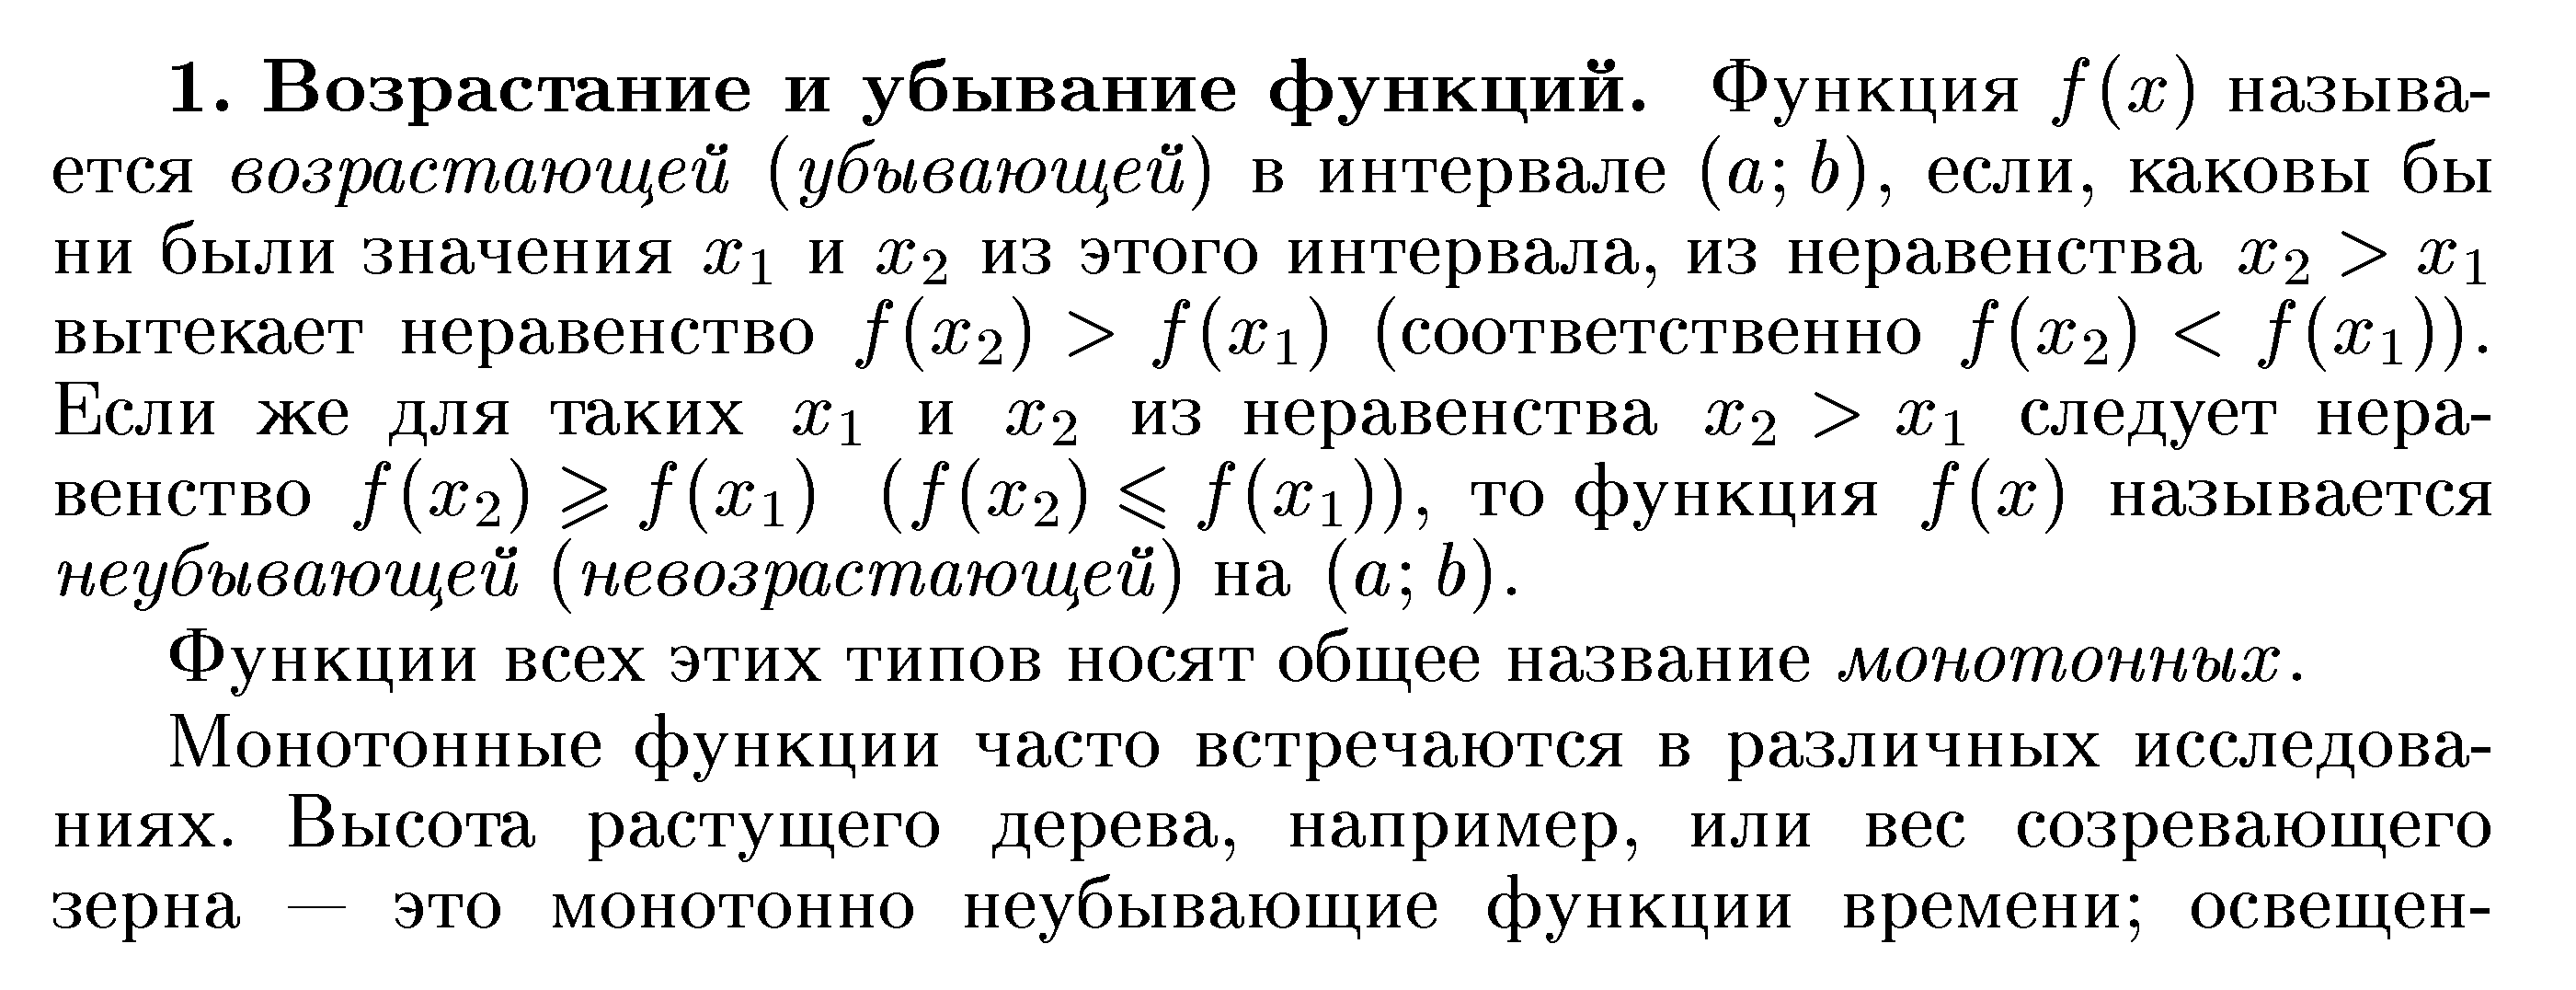 1. Возрастание и убывание функций. Функция f(x) называ-
ется возрастающей (убывающей) в интервале (a; b), если, каковы бы
ни были значения x₁ и x₂ из этого интервала, из неравенства x₂ > x₁
вытекает неравенство f(x₂) > f(x₁) (соответственно f(x₂) < f(x₁)).
Если же для таких x₁ и x₂ из неравенства x₂ > x₁ следует нера-
венство f(x₂) ⩾ f(x₁) (f(x₂) ⩽ f(x₁)), то функция f(x) называется
неубывающей (невозрастающей) на (a; b).
Функции всех этих типов носят общее название монотонных.
Монотонные функции часто встречаются в различных исследова-
ниях. Высота растущего дерева, например, или вес созревающего
зерна — это монотонно неубывающие функции времени; освещен-